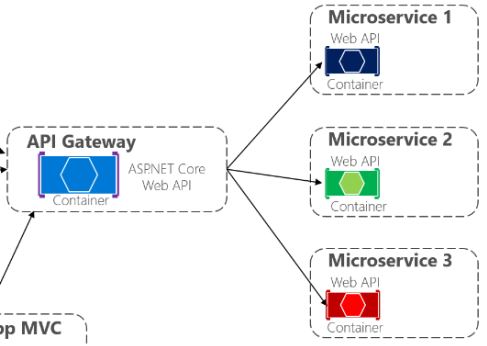 Microservice 1
Web API
Container
API Gateway
ASP.NET Core
Web API
Container
Microservice 2
Web API
Container
Microservice 3
Web API
Container
MVC